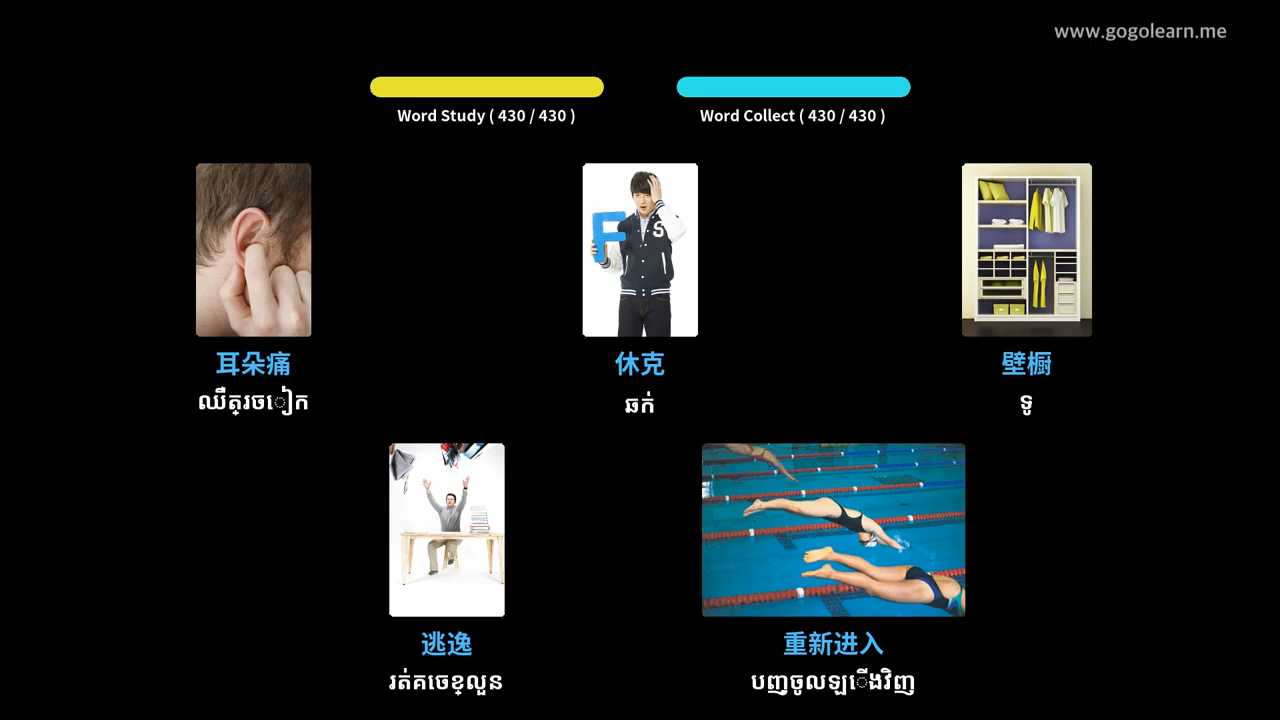 www.gogolearn.me
Word Study ( 430 / 430 )
Word Collect ( 430 / 430 )
F
S
耳朵痛
ឈឺត្រចៀក
休克
ឆក់
壁橱
ទូ
逃逸
រត់គចខ្លួន
重新进入
បញ្ចូលឡើងវិញ